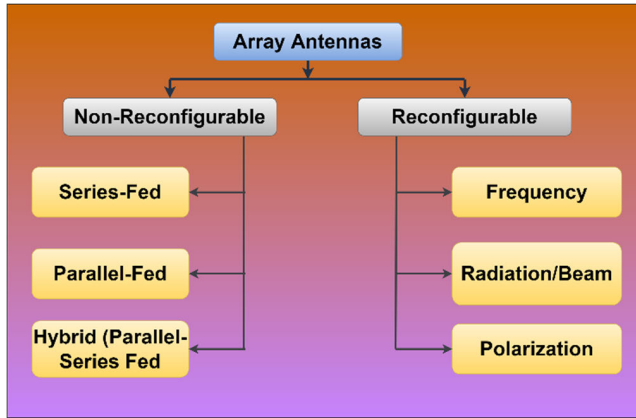 Array Antennas
Non-Reconfigurable
Reconfigurable
Series-Fed
Frequency
Parallel-Fed
Radiation/Beam
Hybrid (Parallel-
Series Fed
Polarization